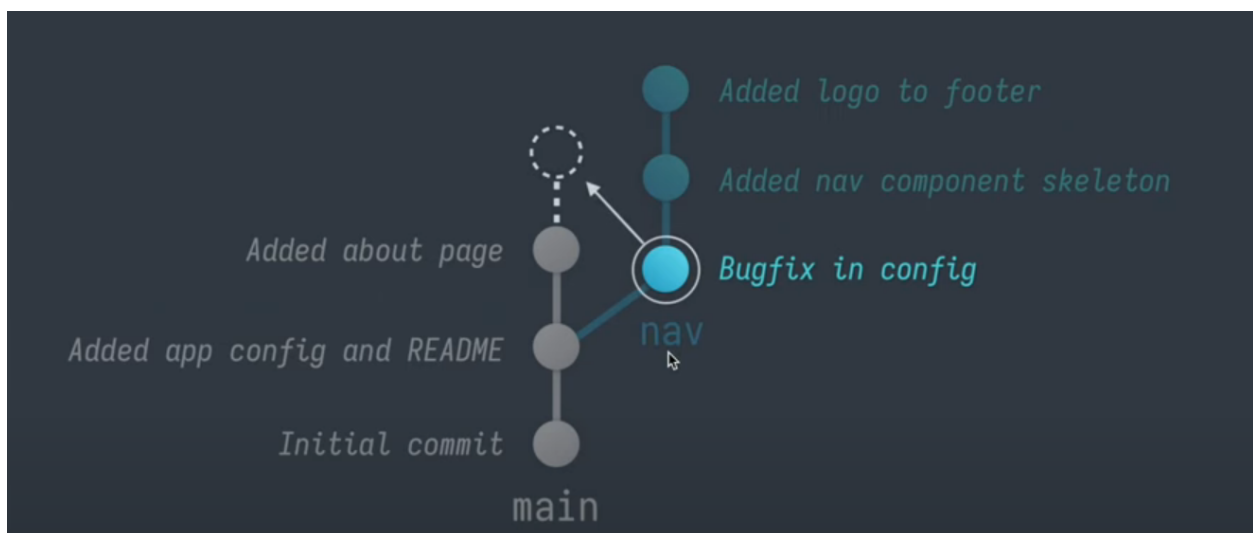 Added logo to footer
Added nav component skeleton
Added about page
Bugfix in config
nav
Added app config and README
Initial commit
main